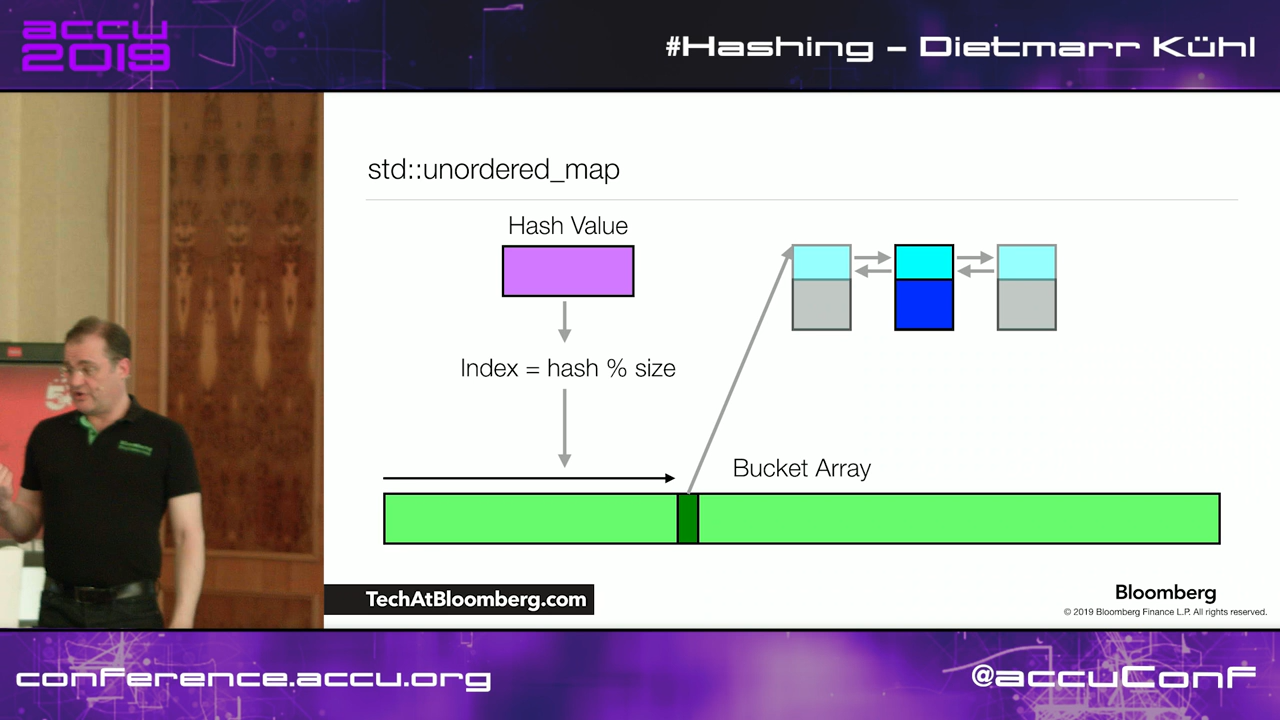 accu
2019
#Hashing – Dietmarr Kühl
std::unordered_map
Hash Value
Index = hash % size
Bucket Array
TechAtBloomberg.com
Bloomberg
© 2019 Bloomberg Finance L.P. All rights reserved.
conference.accu.org
@accuConf